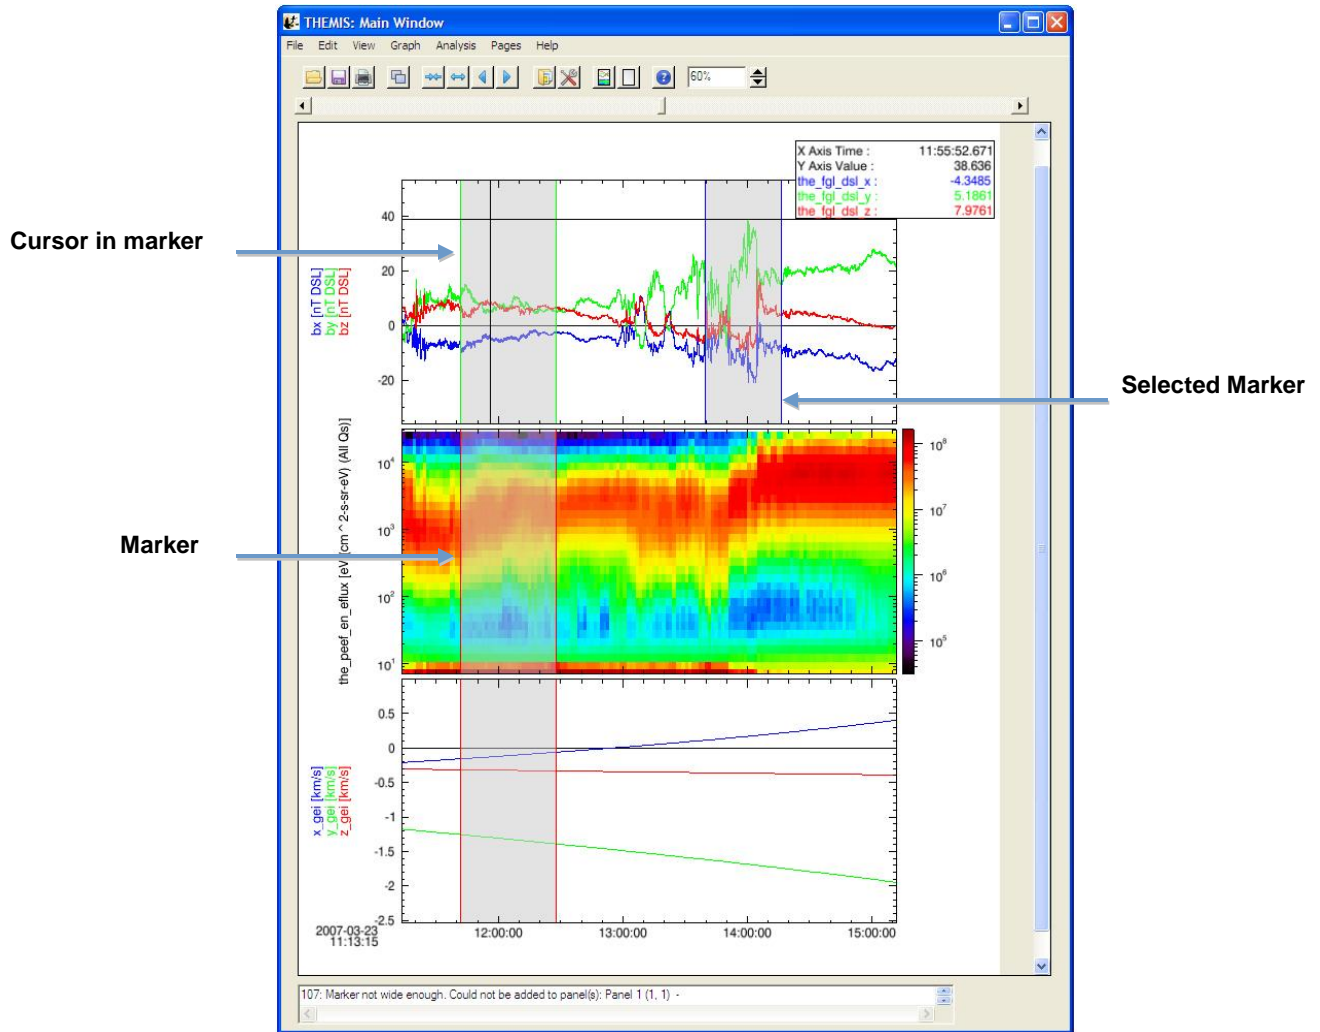 THEMIS: Main Window
File Edit View Graph Analysis Pages Help
60%
X Axis Time : 11:55:52.671
Y Axis Value : 38.636
the_fgl_dsl_x : -4.3485
the_fgl_dsl_y : 5.1861
the_fgl_dsl_z : 7.9761
Cursor in marker
bx [nT DSL]
by [nT DSL]
bz [nT DSL]
40
20
0
-20
Selected Marker
Marker
the_peef_en_eflux [eV/(cm^2-s-sr-eV) (All Qs)]
10⁴
10³
10²
10¹
10⁸
10⁷
10⁶
10⁵
x_gei [km/s]
y_gei [km/s]
z_gei [km/s]
0.5
0
-0.5
-1
-1.5
-2
-2.5
2007-03-23
11:13:15
12:00:00 13:00:00 14:00:00 15:00:00
107: Marker not wide enough. Could not be added to panel(s): Panel 1 (1, 1) -